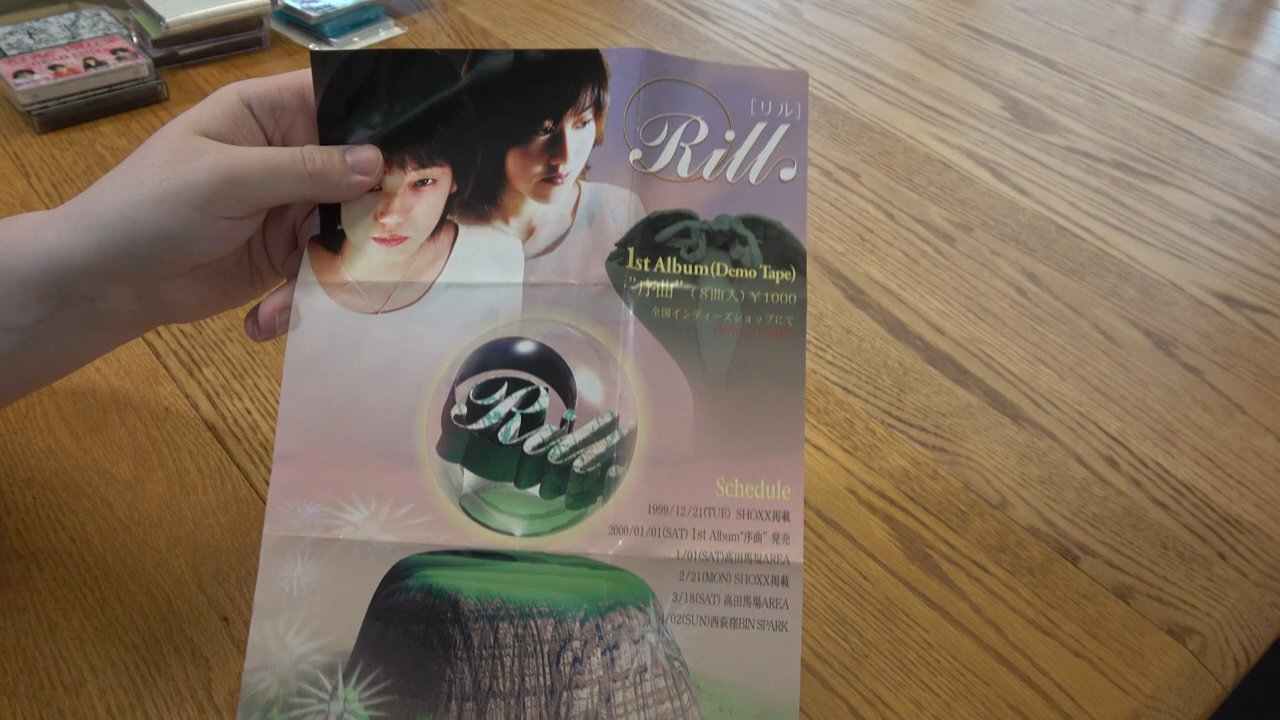 [リル]
Rill
1st Album(Demo Tape)
"序曲" (8曲入) ¥1000
全国インディーズショップにて
Rill
Schedule
1999/12/21(TUE) SHOXX掲載
2000/01/01(SAT) 1st Album"序曲" 発売
1/01(SAT)高田馬場AREA
2/21(MON) SHOXX掲載
3/18(SAT) 高田馬場AREA
4/02(SUN)西荻窪BIN SPARK